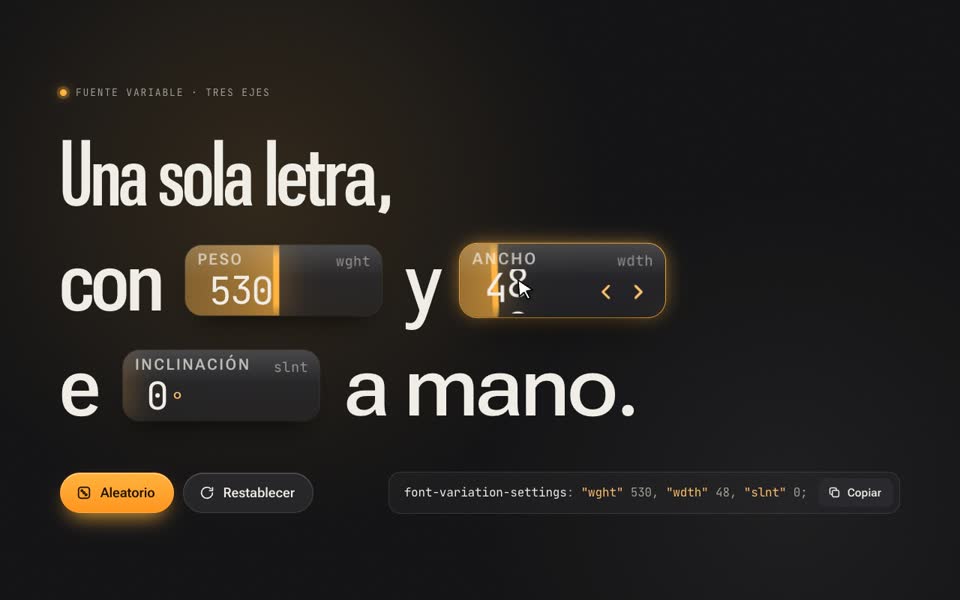 FUENTE VARIABLE · TRES EJES
Una sola letra,
con PESO wght 530 y ANCHO wdth 48
e INCLINACIÓN slnt 0° a mano.
Aleatorio
Restablecer
font-variation-settings: "wght" 530, "wdth" 48, "slnt" 0;
Copiar